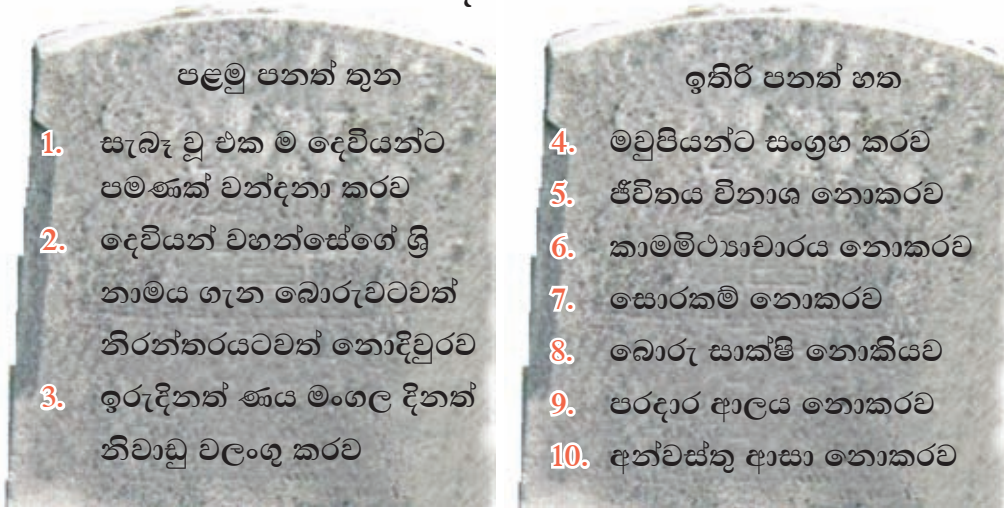 පළමු පනත් තුන
1. සැබෑ වූ එක ම දෙවියන්ට
පමණක් වන්දනා කරව
2. දෙවියන් වහන්සේගේ ශ්‍රි
නාමය ගැන බොරුවටවත්
නිරන්තරයටවත් නොදිවුරව
3. ඉරුදිනත් ණය මංගල දිනත්
නිවාඩු වලංගු කරව
ඉතිරි පනත් හත
4. මවුපියන්ට සංග්‍රහ කරව
5. ජීවිතය විනාශ නොකරව
6. කාමමිථ්‍යාචාරය නොකරව
7. සොරකම් නොකරව
8. බොරු සාක්ෂි නොකියව
9. පරදාර ආලය නොකරව
10. අන්වස්තු ආසා නොකරව